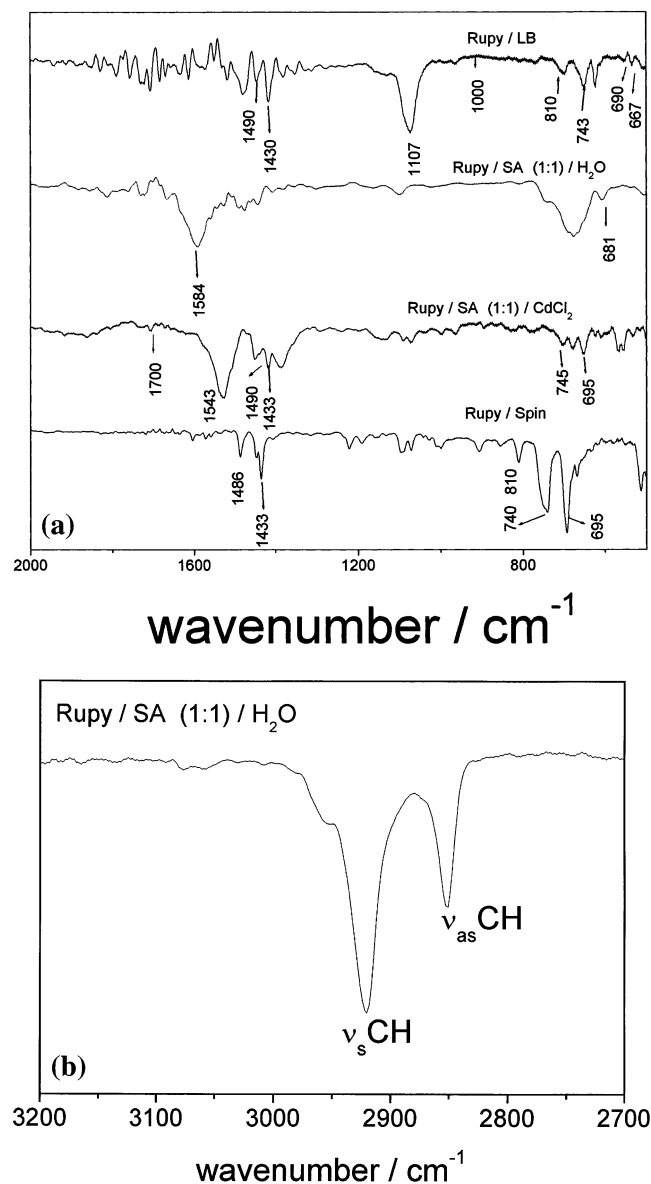 Rupy / LB
1490
1430
1107
1000
810
743
690
667
Rupy / SA (1:1) / H₂O
1584
681
Rupy / SA (1:1) / CdCl₂
1700
1543
1490
1433
745
695
Rupy / Spin
1486
1433
810
740
695
(a)
2000 1600 1200 800
wavenumber / cm⁻¹
Rupy / SA (1:1) / H₂O
νₐₛCH
νₛCH
(b)
3200 3100 3000 2900 2800 2700
wavenumber / cm⁻¹